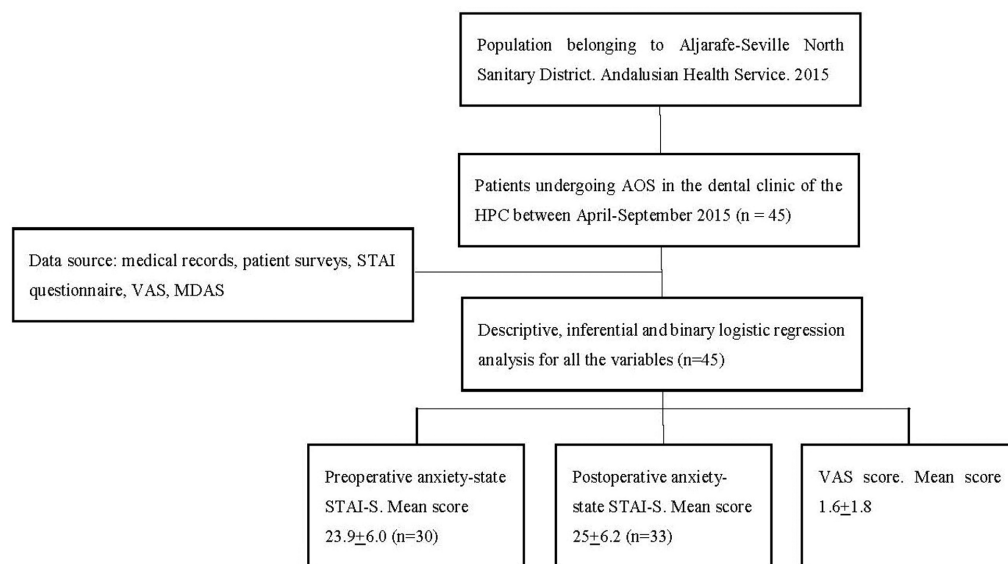 Population belonging to Aljarafe-Seville North
Sanitary District. Andalusian Health Service. 2015
Patients undergoing AOS in the dental clinic of the
HPC between April-September 2015 (n = 45)
Data source: medical records, patient surveys, STAI
questionnaire, VAS, MDAS
Descriptive, inferential and binary logistic regression
analysis for all the variables (n=45)
Preoperative anxiety-state
STAI-S. Mean score
23.9±6.0 (n=30)
Postoperative anxiety-
state STAI-S. Mean score
25±6.2 (n=33)
VAS score. Mean score
1.6±1.8